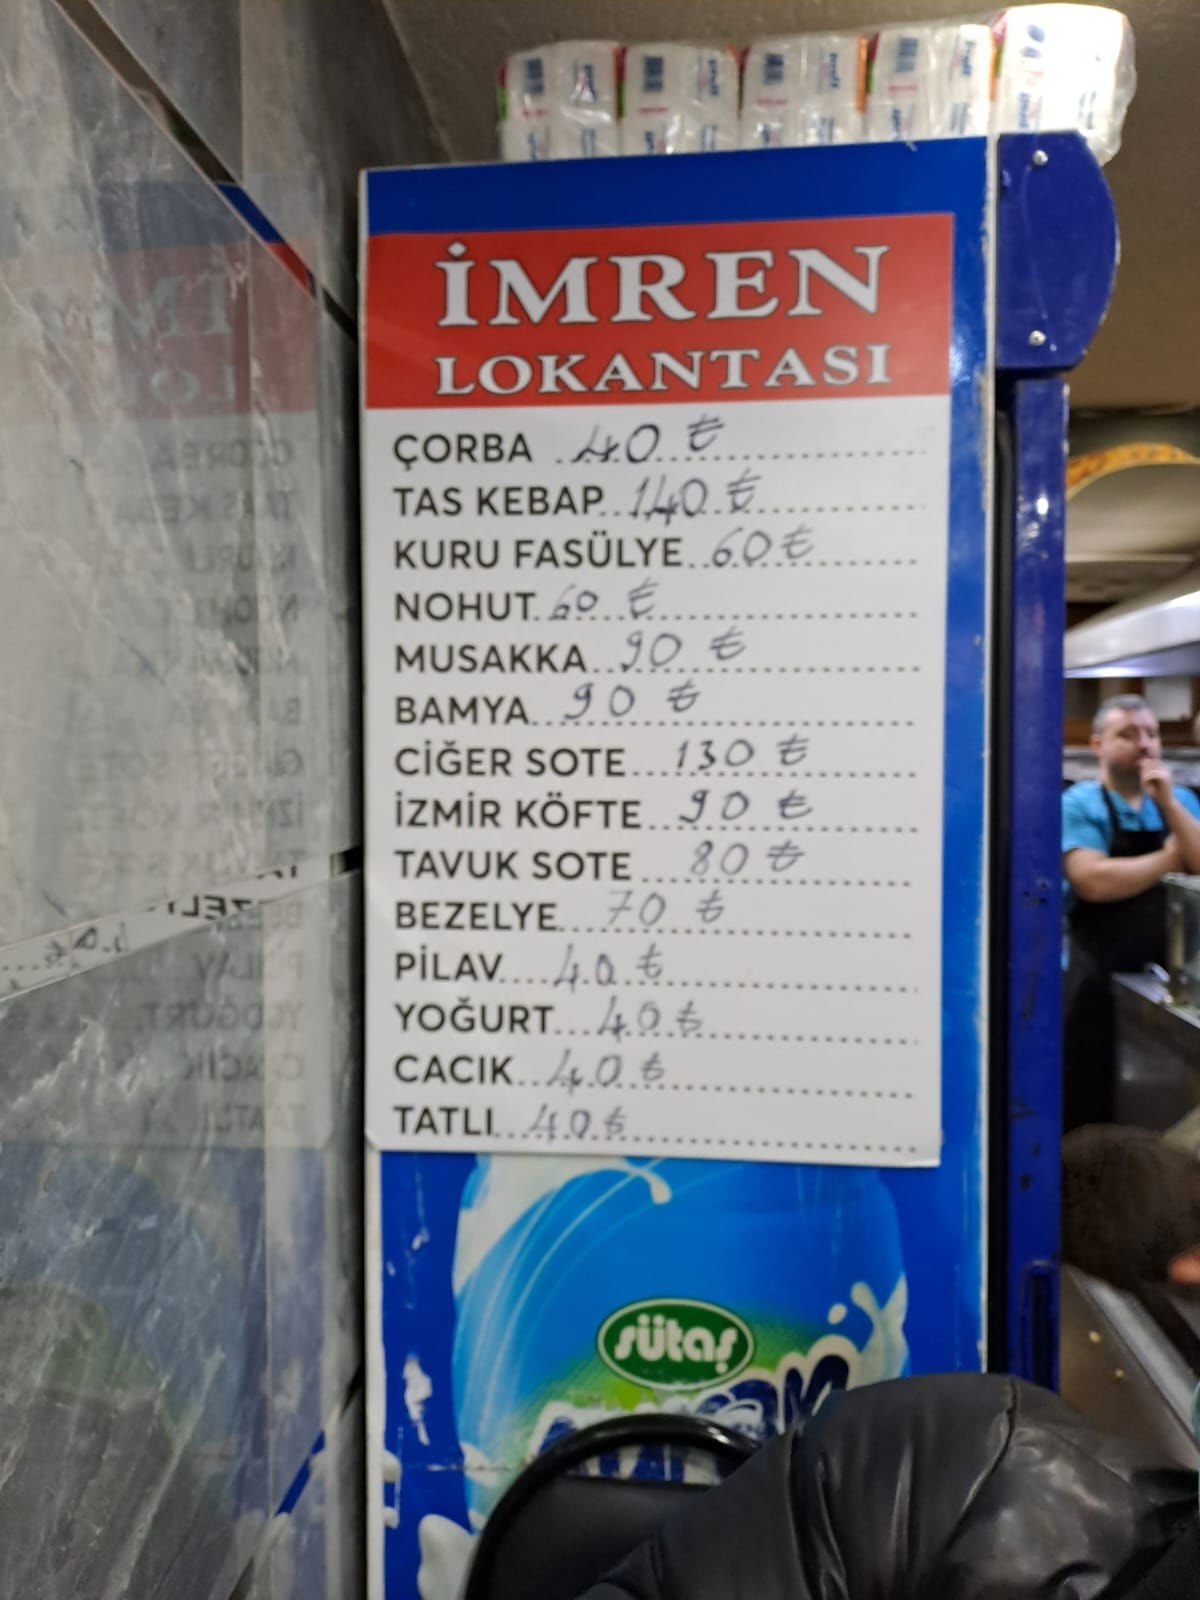 İMREN
LOKANTASI
ÇORBA ..40 ₺..................
TAS KEBAP..140 ₺..............
KURU FASÜLYE..60 ₺..........
NOHUT..60 ₺...................
MUSAKKA..90 ₺...............
BAMYA...90 ₺..................
CİĞER SOTE...130 ₺..........
İZMİR KÖFTE...90 ₺..........
TAVUK SOTE ....80 ₺..........
BEZELYE....70 ₺...............
PİLAV....40 ₺...................
YOĞURT...40 ₺................
CACIK...40 ₺...................
TATLI...40 ₺....................
sütaş